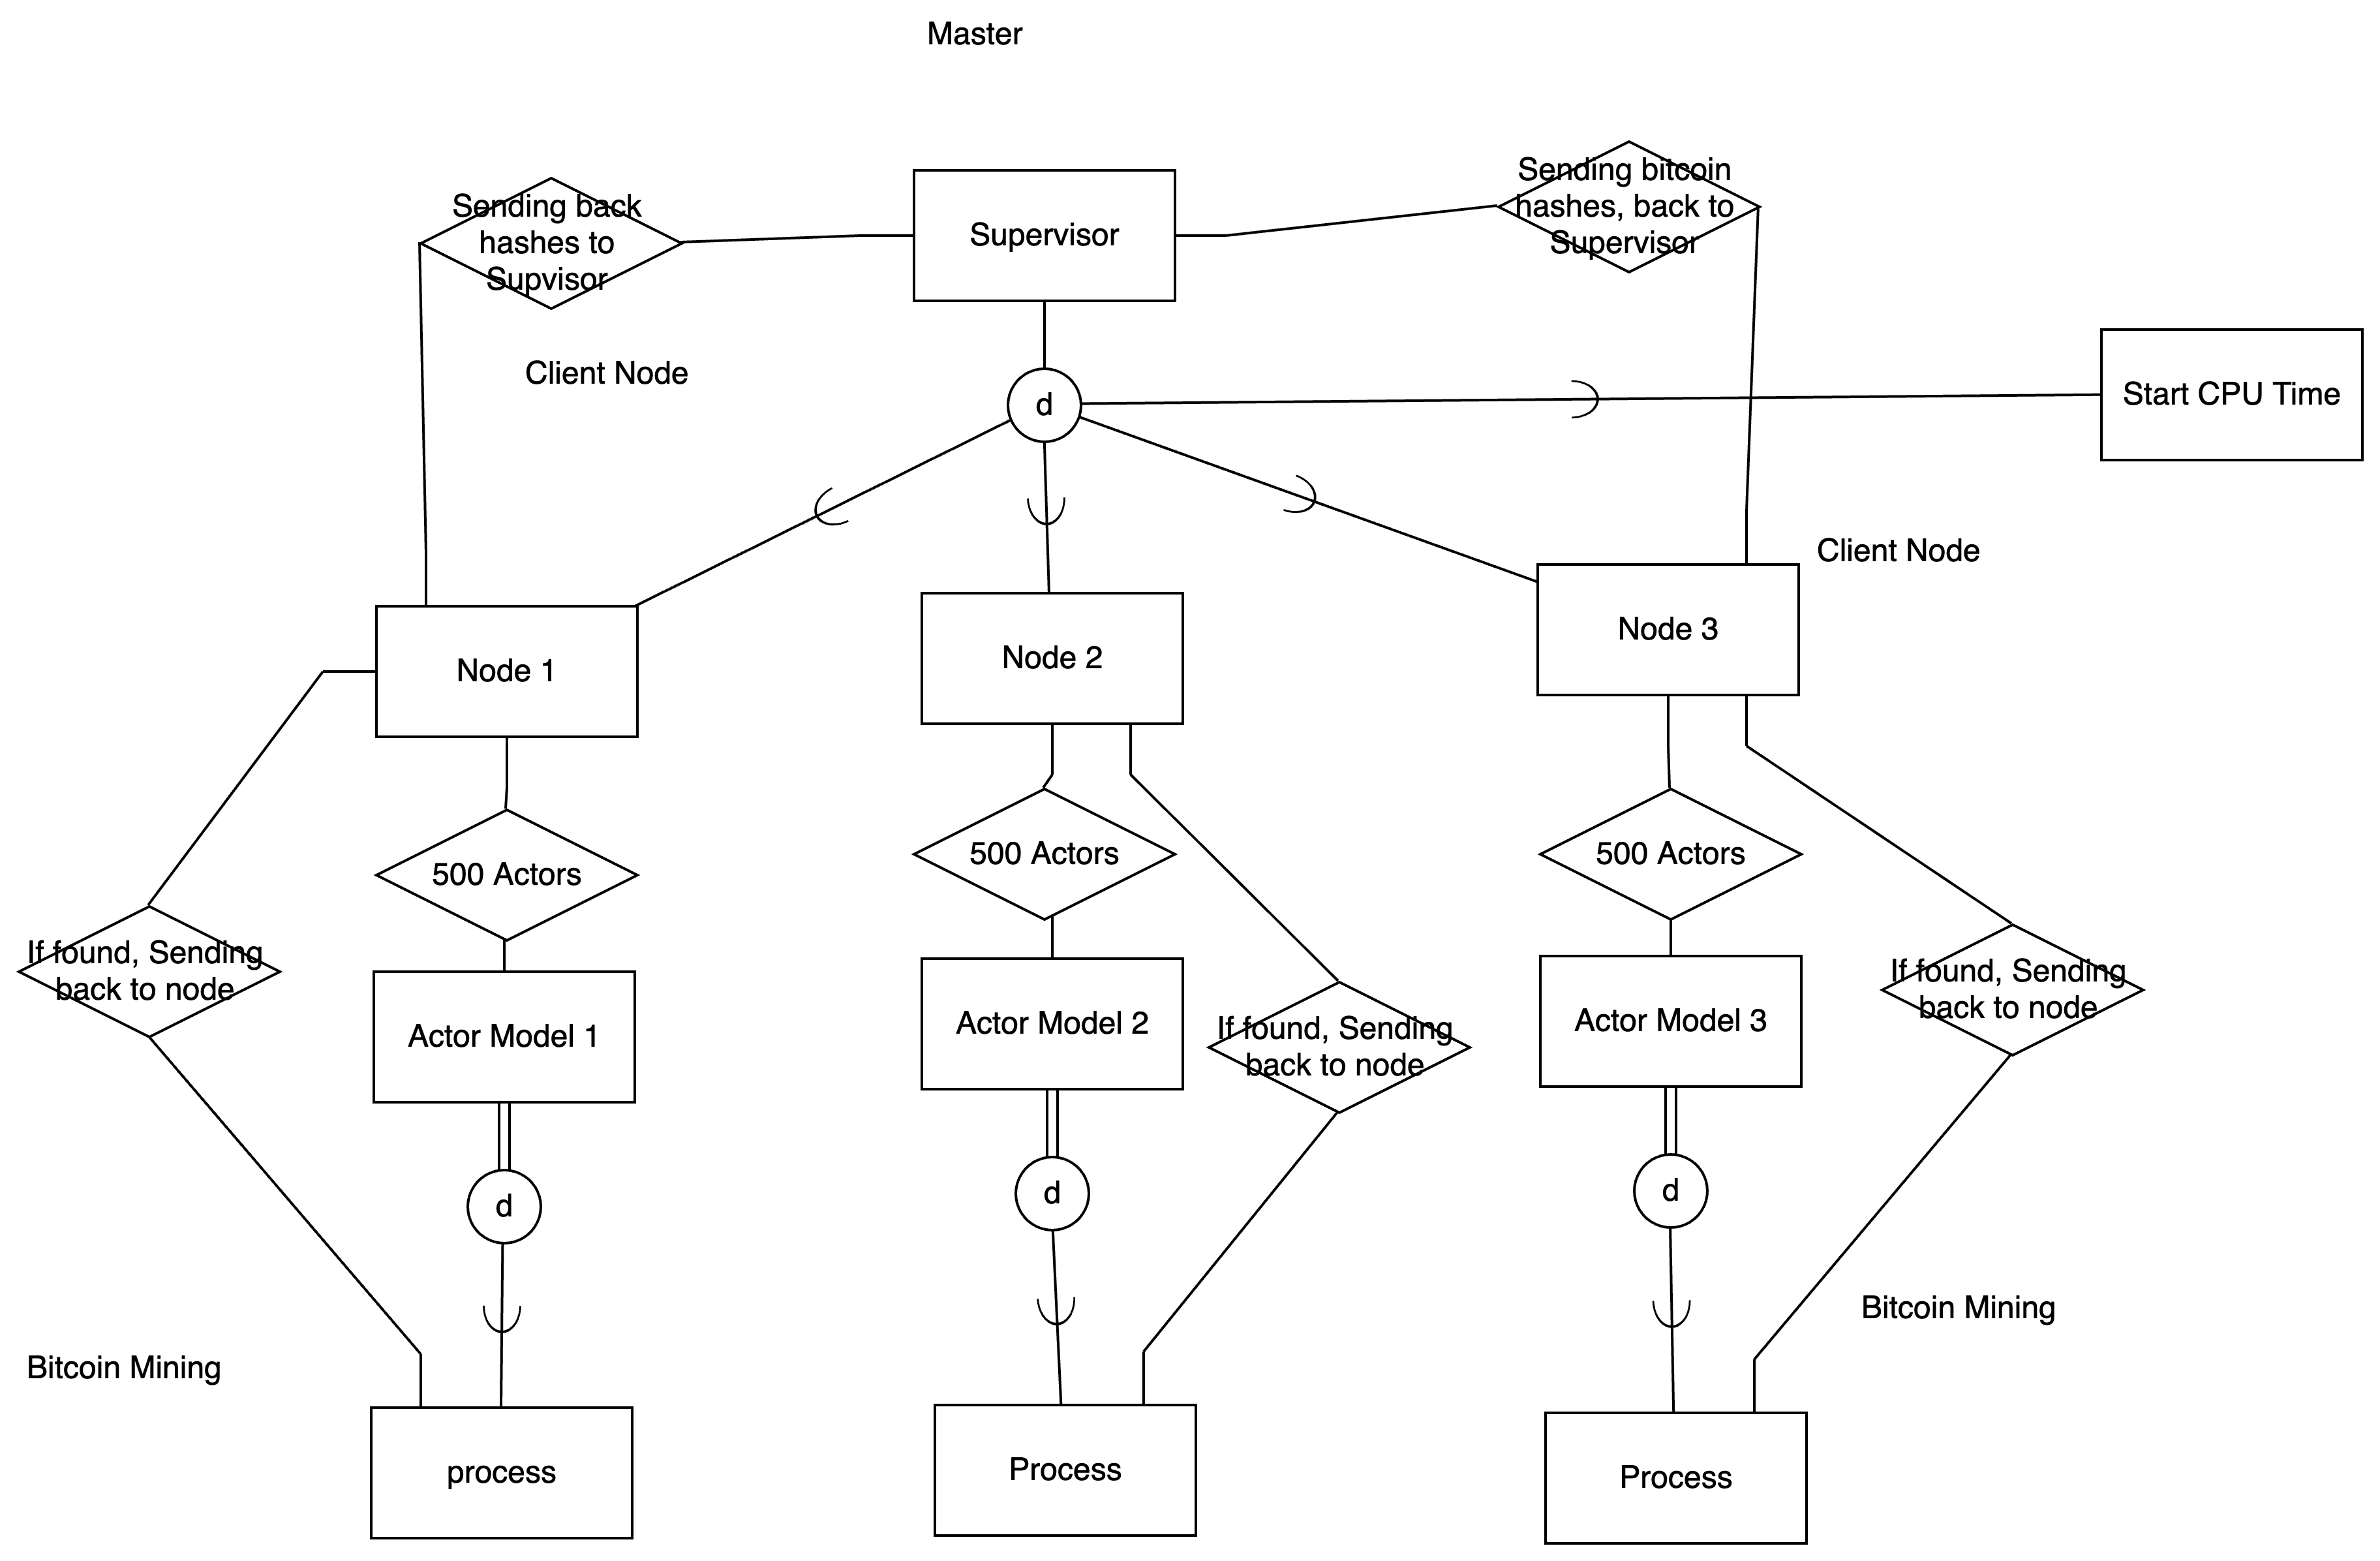 Master
Sending back
hashes to
Supvisor
Supervisor
Sending bitcoin
hashes, back to
Supervisor
Client Node
d
Start CPU Time
Client Node
Node 1
Node 2
Node 3
500 Actors
500 Actors
500 Actors
If found, Sending
back to node
Actor Model 1
Actor Model 2
If found, Sending
back to node
Actor Model 3
If found, Sending
back to node
d
d
d
Bitcoin Mining
Bitcoin Mining
process
Process
Process